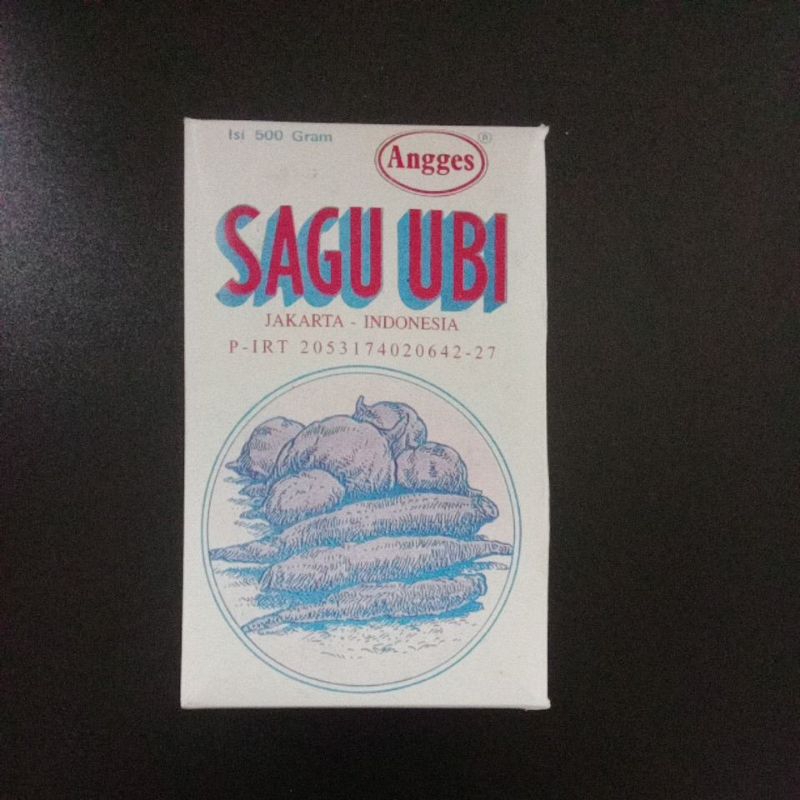 Isi 500 Gram
Angges ®
SAGU UBI
JAKARTA - INDONESIA
P-IRT 2053174020642-27